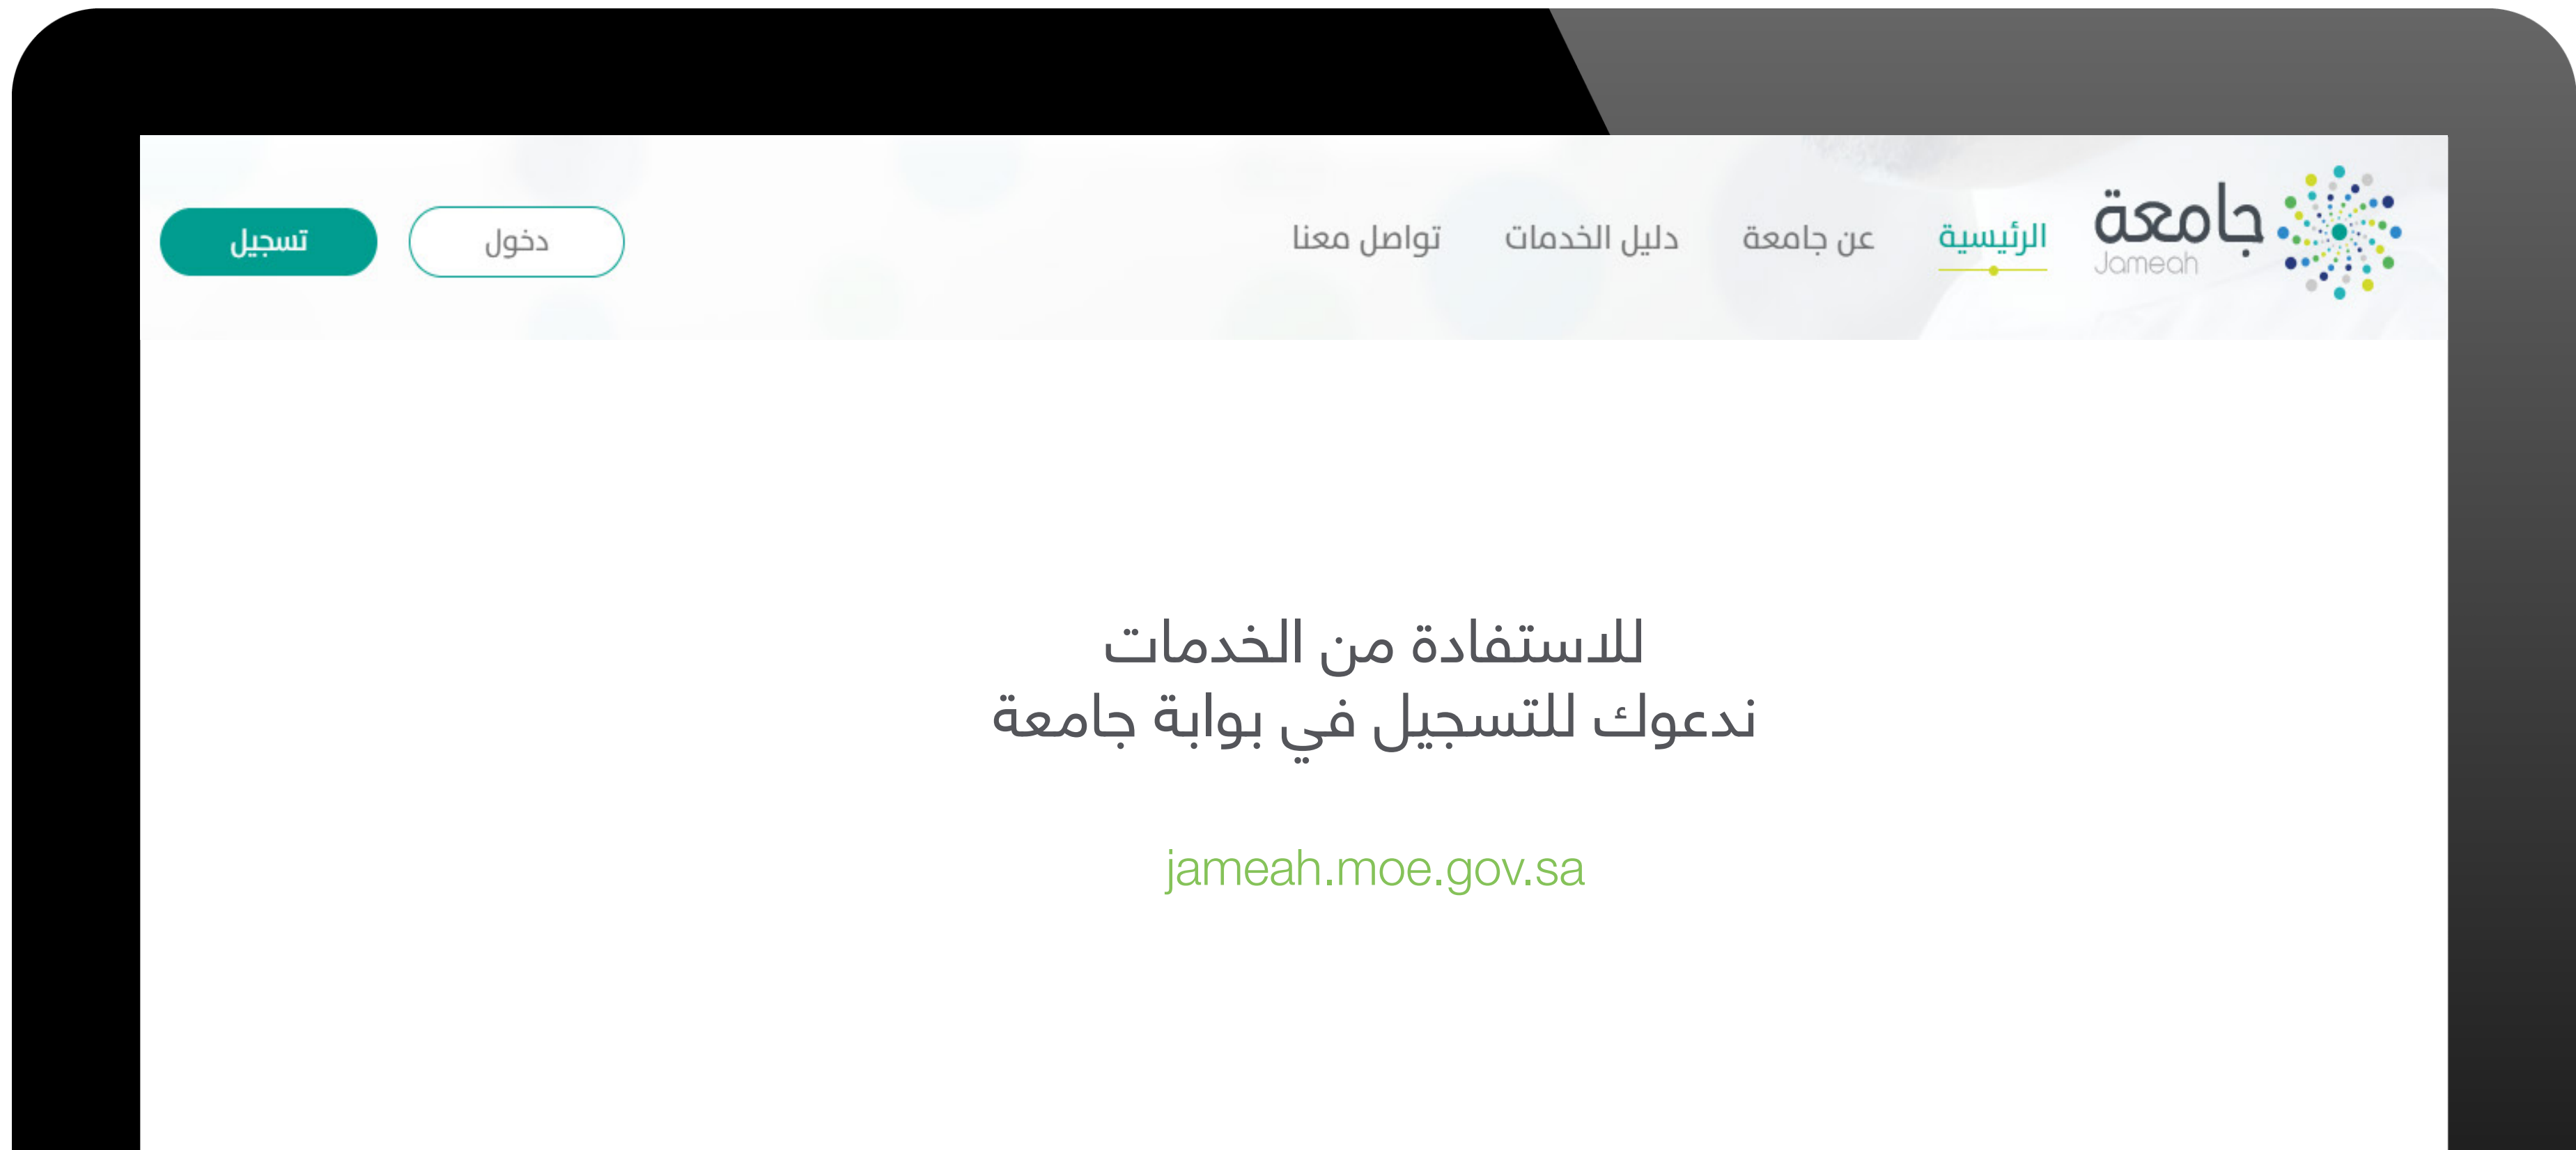 جامعة
Jameah
الرئيسية
عن جامعة
دليل الخدمات
تواصل معنا
دخول
تسجيل
للاستفادة من الخدمات
ندعوك للتسجيل في بوابة جامعة
jameah.moe.gov.sa